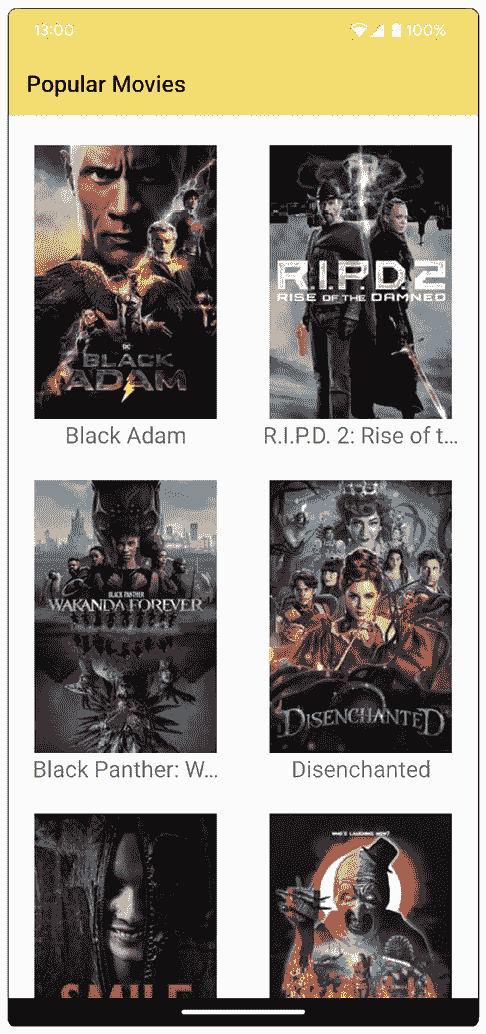 13:00
100%
Popular Movies
DC
BLACK
ADAM
Black Adam
R.I.P.D.2
RISE OF THE DAMNED
R.I.P.D. 2: Rise of t...
BLACK PANTHER
WAKANDA FOREVER
Black Panther: W...
DISENCHANTED
Disenchanted
SMILE
WHO'S LAUGHING NOW?